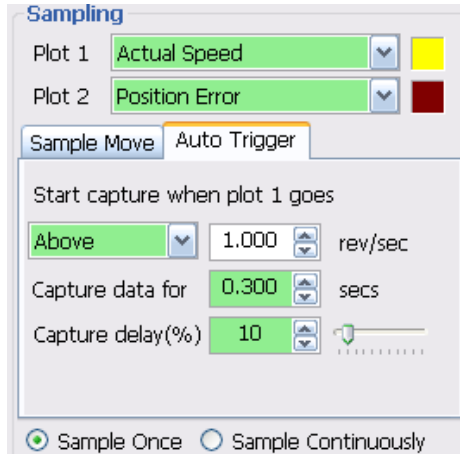 Sampling
Plot 1 Actual Speed
Plot 2 Position Error
Sample Move Auto Trigger
Start capture when plot 1 goes
Above 1.000 rev/sec
Capture data for 0.300 secs
Capture delay(%) 10
Sample Once Sample Continuously